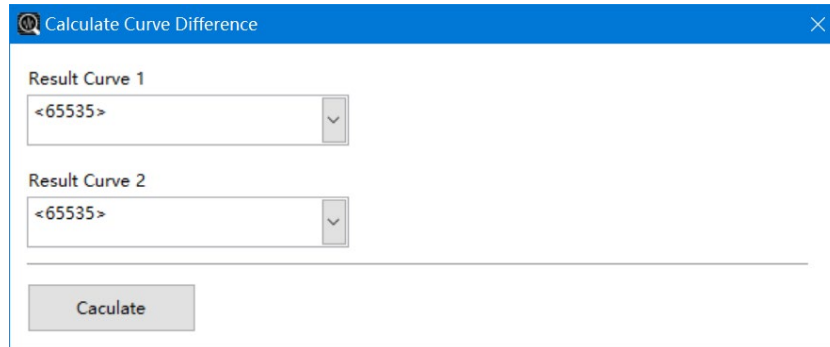 Calculate Curve Difference
Result Curve 1
<65535>
Result Curve 2
<65535>
Caculate